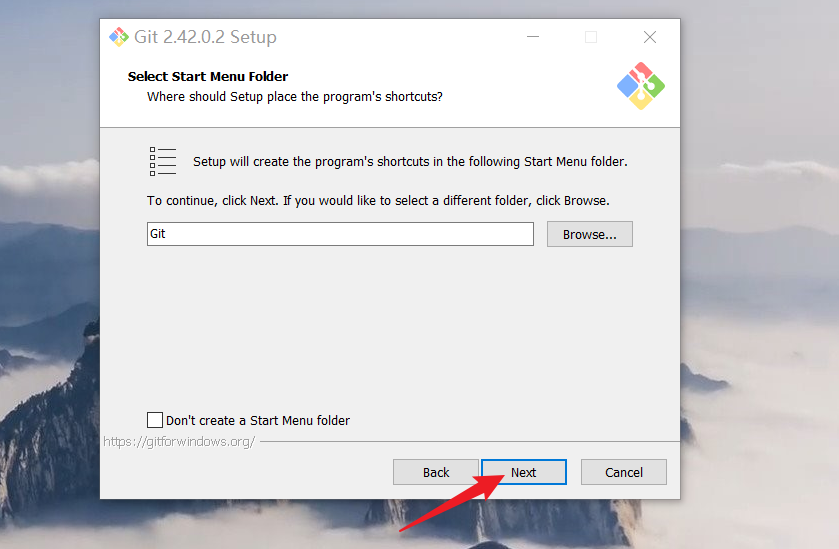 Git 2.42.0.2 Setup
Select Start Menu Folder
Where should Setup place the program's shortcuts?
Setup will create the program's shortcuts in the following Start Menu folder.
To continue, click Next. If you would like to select a different folder, click Browse.
Git
Browse...
Don't create a Start Menu folder
https://gitforwindows.org/
Back
Next
Cancel